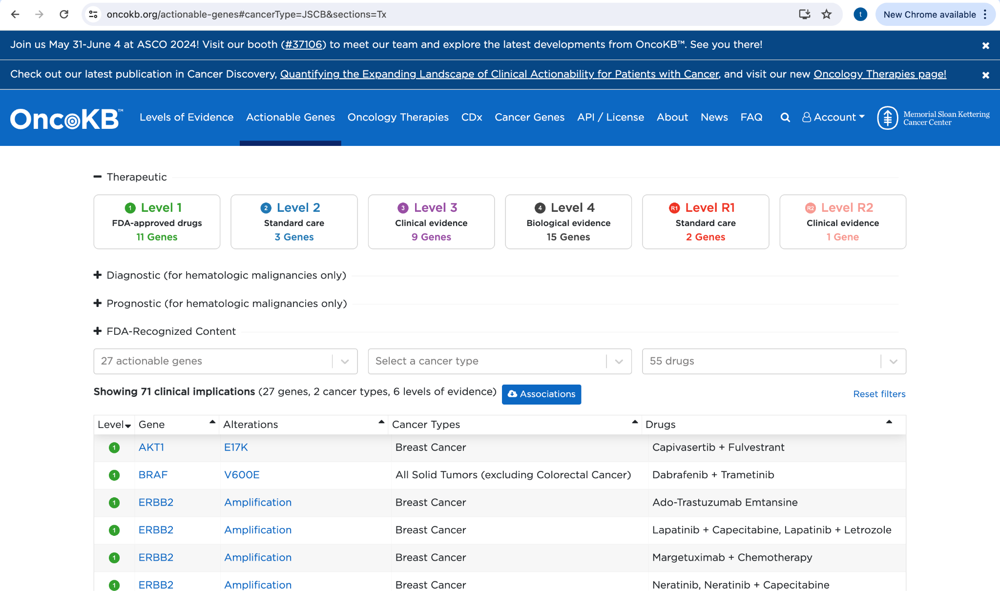 oncokb.org/actionable-genes#cancerType=JSCB&sections=Tx
t
New Chrome available
Join us May 31-June 4 at ASCO 2024! Visit our booth (#37106) to meet our team and explore the latest developments from OncoKB™. See you there!
Check out our latest publication in Cancer Discovery, Quantifying the Expanding Landscape of Clinical Actionability for Patients with Cancer, and visit our new Oncology Therapies page!
OncoKB™ Levels of Evidence Actionable Genes Oncology Therapies CDx Cancer Genes API / License About News FAQ Account
Memorial Sloan Kettering
Cancer Center
Therapeutic
1 Level 1
FDA-approved drugs
11 Genes
2 Level 2
Standard care
3 Genes
3 Level 3
Clinical evidence
9 Genes
4 Level 4
Biological evidence
15 Genes
R1 Level R1
Standard care
2 Genes
R2 Level R2
Clinical evidence
1 Gene
Diagnostic (for hematologic malignancies only)
Prognostic (for hematologic malignancies only)
FDA-Recognized Content
27 actionable genes
Select a cancer type
55 drugs
Showing 71 clinical implications (27 genes, 2 cancer types, 6 levels of evidence)
Associations
Reset filters
Level Gene Alterations Cancer Types Drugs
1 AKT1 E17K Breast Cancer Capivasertib + Fulvestrant
1 BRAF V600E All Solid Tumors (excluding Colorectal Cancer) Dabrafenib + Trametinib
1 ERBB2 Amplification Breast Cancer Ado-Trastuzumab Emtansine
1 ERBB2 Amplification Breast Cancer Lapatinib + Capecitabine, Lapatinib + Letrozole
1 ERBB2 Amplification Breast Cancer Margetuximab + Chemotherapy
1 ERBB2 Amplification Breast Cancer Neratinib, Neratinib + Capecitabine